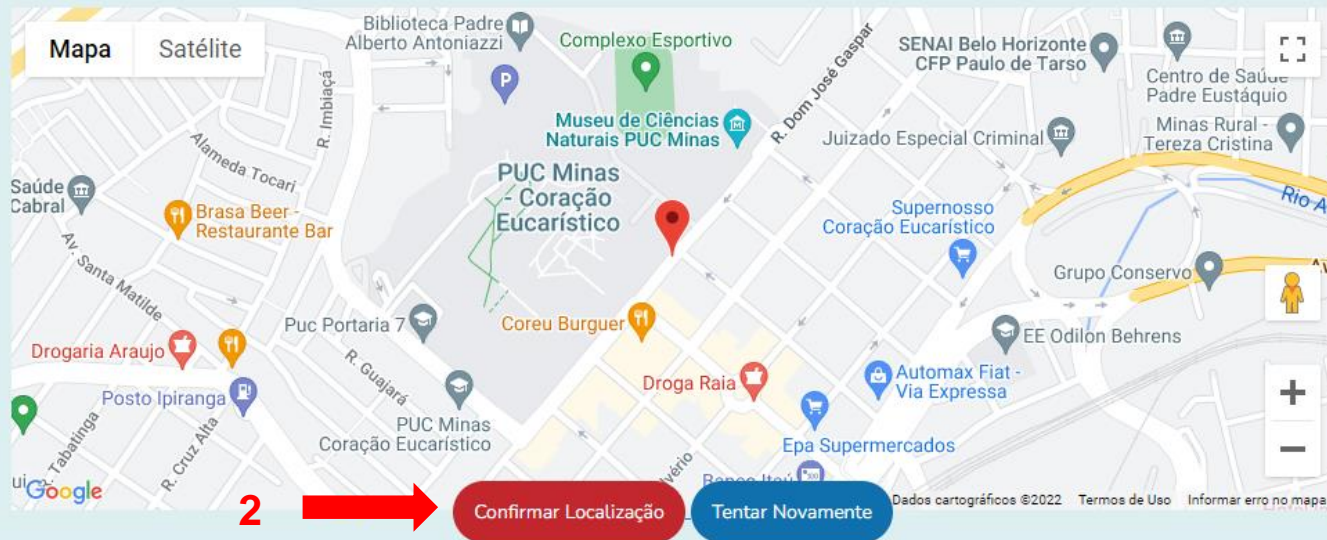 Mapa
Satélite
Biblioteca Padre
Alberto Antoniazzi
Complexo Esportivo
SENAI Belo Horizonte
CFP Paulo de Tarso
Centro de Saúde
Padre Eustáquio
Minas Rural -
Tereza Cristina
R. Imbiaçá
Alameda Tocari
Museu de Ciências
Naturais PUC Minas
R. Dom José Gaspar
Juizado Especial Criminal
Saúde
Cabral
Brasa Beer -
Restaurante Bar
PUC Minas
- Coração
Eucarístico
Supernosso
Coração Eucarístico
Rio A
Av. Santa Matilde
Grupo Conservo
Av
Puc Portaria 7
Coreu Burguer
EE Odilon Behrens
Drogaria Araujo
R. Guajará
Droga Raia
Automax Fiat -
Via Expressa
Posto Ipiranga
PUC Minas
Coração Eucarístico
Epa Supermercados
R. Tabatinga
R. Cruz Alta
ui
Google
Banco Itaú
Dados cartográficos ©2022
Termos de Uso
Informar erro no mapa
2
Confirmar Localização
Tentar Novamente